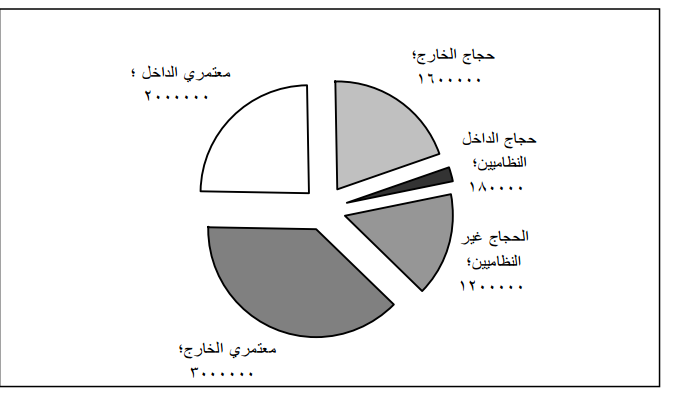 حجاج الخارج؛
١٦٠٠٠٠٠
معتمري الداخل ؛
٢٠٠٠٠٠٠
حجاج الداخل
النظاميين؛
١٨٠٠٠٠
الحجاج غير
النظاميين؛
١٢٠٠٠٠٠
معتمري الخارج؛
٣٠٠٠٠٠٠